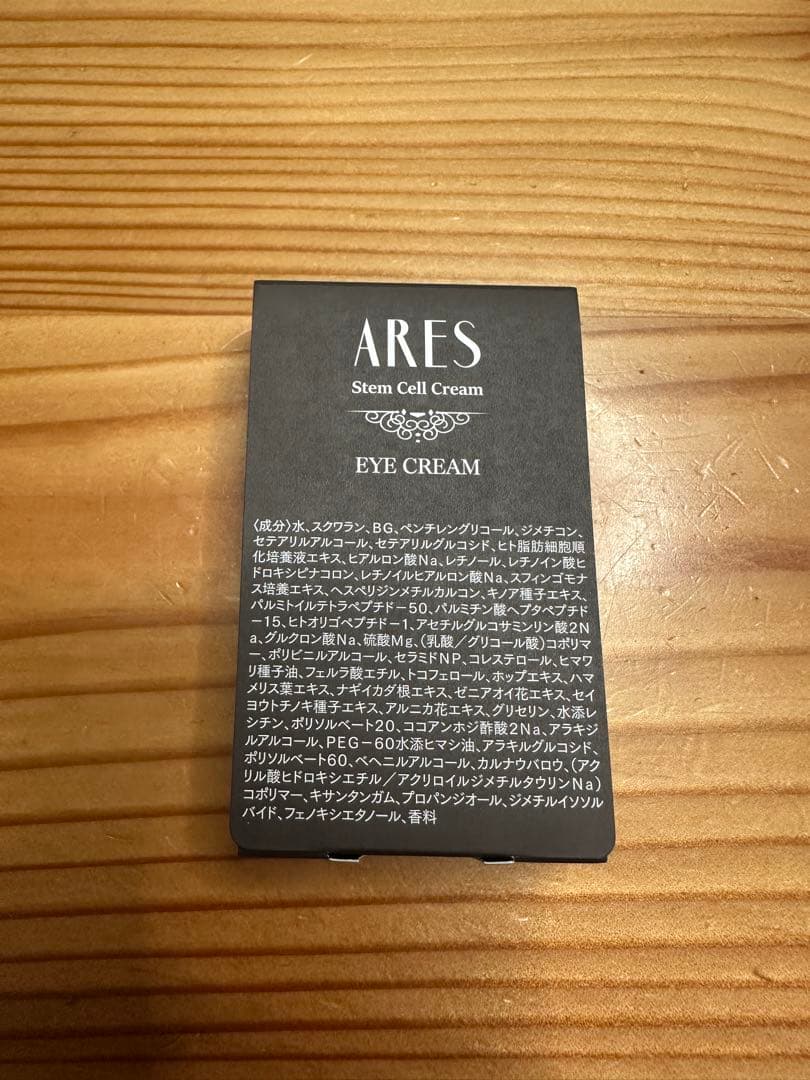 ARES
Stem Cell Cream
EYE CREAM
〈成分〉水、スクワラン、BG、ペンチレングリコール、ジメチコン、
セテアリルアルコール、セテアリルグルコシド、ヒト脂肪細胞順
化培養液エキス、ヒアルロン酸Na、レチノール、レチノイン酸ヒ
ドロキシピナコロン、レチノイルヒアルロン酸Na、スフィンゴモナ
ス培養エキス、ヘスペリジンメチルカルコン、キノア種子エキス、
パルミトイルテトラペプチド－50、パルミチン酸ヘプタペプチド
－15、ヒトオリゴペプチド－1、アセチルグルコサミンリン酸2N
a、グルクロン酸Na、硫酸Mg、（乳酸／グリコール酸）コポリマ
ー、ポリビニルアルコール、セラミドNP、コレステロール、ヒマワ
リ種子油、フェルラ酸エチル、トコフェロール、ホップエキス、ハマ
メリス葉エキス、ナギイカダ根エキス、ゼニアオイ花エキス、セイ
ヨウトチノキ種子エキス、アルニカ花エキス、グリセリン、水添レ
シチン、ポリソルベート20、ココアンホジ酢酸2Na、アラキジ
ルアルコール、PEG－60水添ヒマシ油、アラキルグルコシド、
ポリソルベート60、ベヘニルアルコール、カルナウバロウ、（アク
リル酸ヒドロキシエチル／アクリロイルジメチルタウリンNa）
コポリマー、キサンタンガム、プロパンジオール、ジメチルイソソル
バイド、フェノキシエタノール、香料